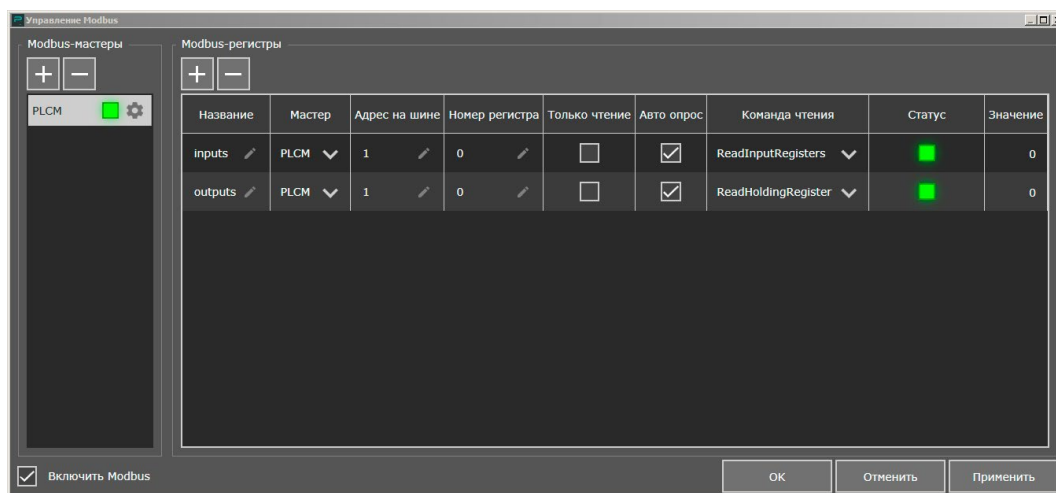 Управление Modbus
Modbus-мастеры
Modbus-регистры
PLCM
Название Мастер Адрес на шине Номер регистра Только чтение Авто опрос Команда чтения Статус Значение
inputs PLCM 1 0 ReadInputRegisters 0
outputs PLCM 1 0 ReadHoldingRegister 0
Включить Modbus
ОК Отменить Применить